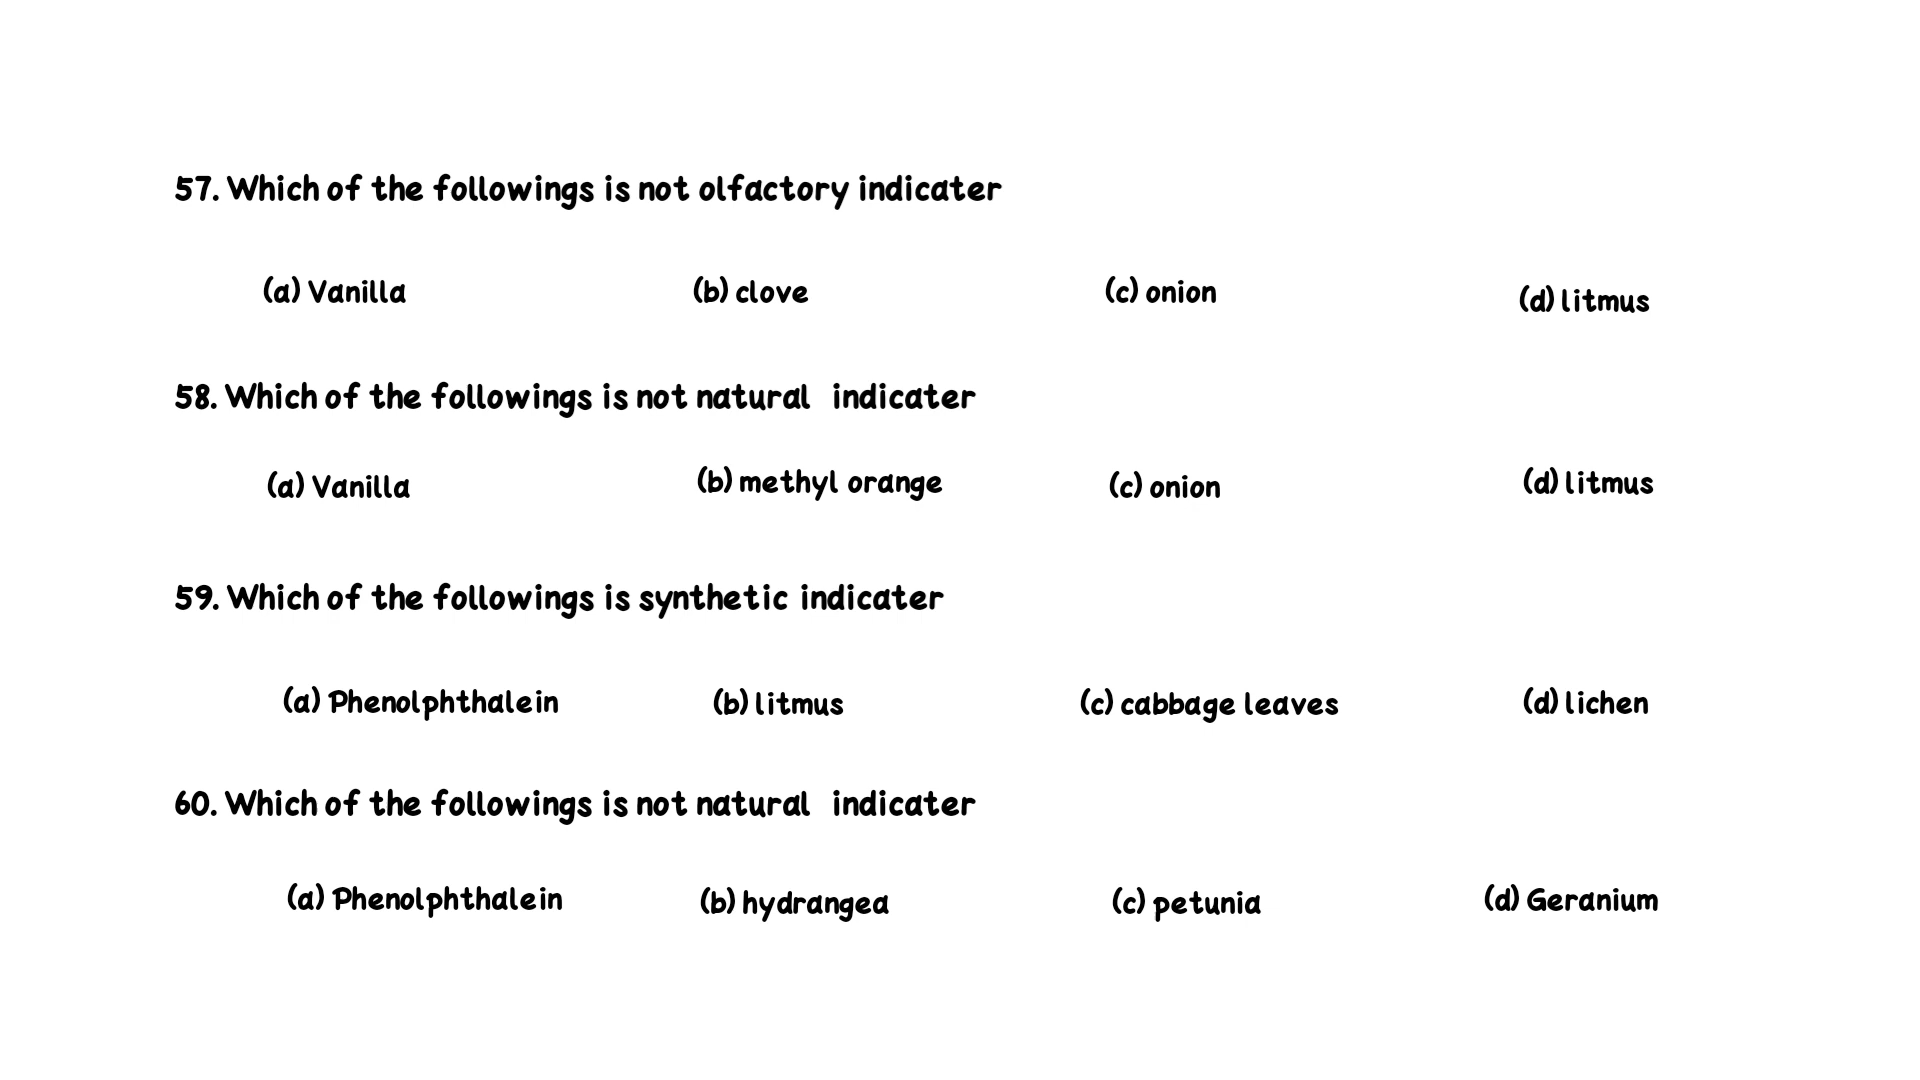 57. Which of the followings is not olfactory indicater
(a) Vanilla (b) clove (c) onion (d) litmus
58. Which of the followings is not natural indicater
(a) Vanilla (b) methyl orange (c) onion (d) litmus
59. Which of the followings is synthetic indicater
(a) Phenolphthalein (b) litmus (c) cabbage leaves (d) lichen
60. Which of the followings is not natural indicater
(a) Phenolphthalein (b) hydrangea (c) petunia (d) Geranium